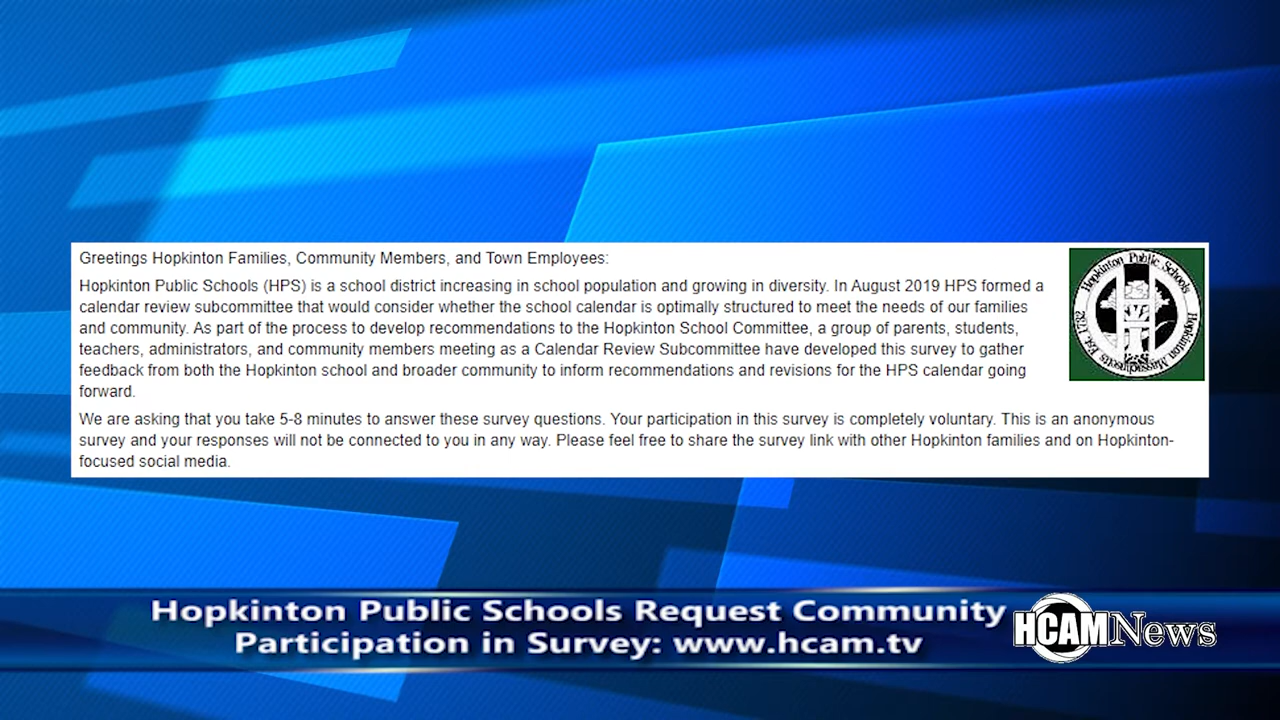 Greetings Hopkinton Families, Community Members, and Town Employees:
Hopkinton Public Schools (HPS) is a school district increasing in school population and growing in diversity. In August 2019 HPS formed a
calendar review subcommittee that would consider whether the school calendar is optimally structured to meet the needs of our families
and community. As part of the process to develop recommendations to the Hopkinton School Committee, a group of parents, students,
teachers, administrators, and community members meeting as a Calendar Review Subcommittee have developed this survey to gather
feedback from both the Hopkinton school and broader community to inform recommendations and revisions for the HPS calendar going
forward.
We are asking that you take 5-8 minutes to answer these survey questions. Your participation in this survey is completely voluntary. This is an anonymous
survey and your responses will not be connected to you in any way. Please feel free to share the survey link with other Hopkinton families and on Hopkinton-
focused social media.
Hopkinton Public Schools
Hopkinton Massachusetts
Hopkinton Public Schools Request Community
Participation in Survey: www.hcam.tv
HCAM News